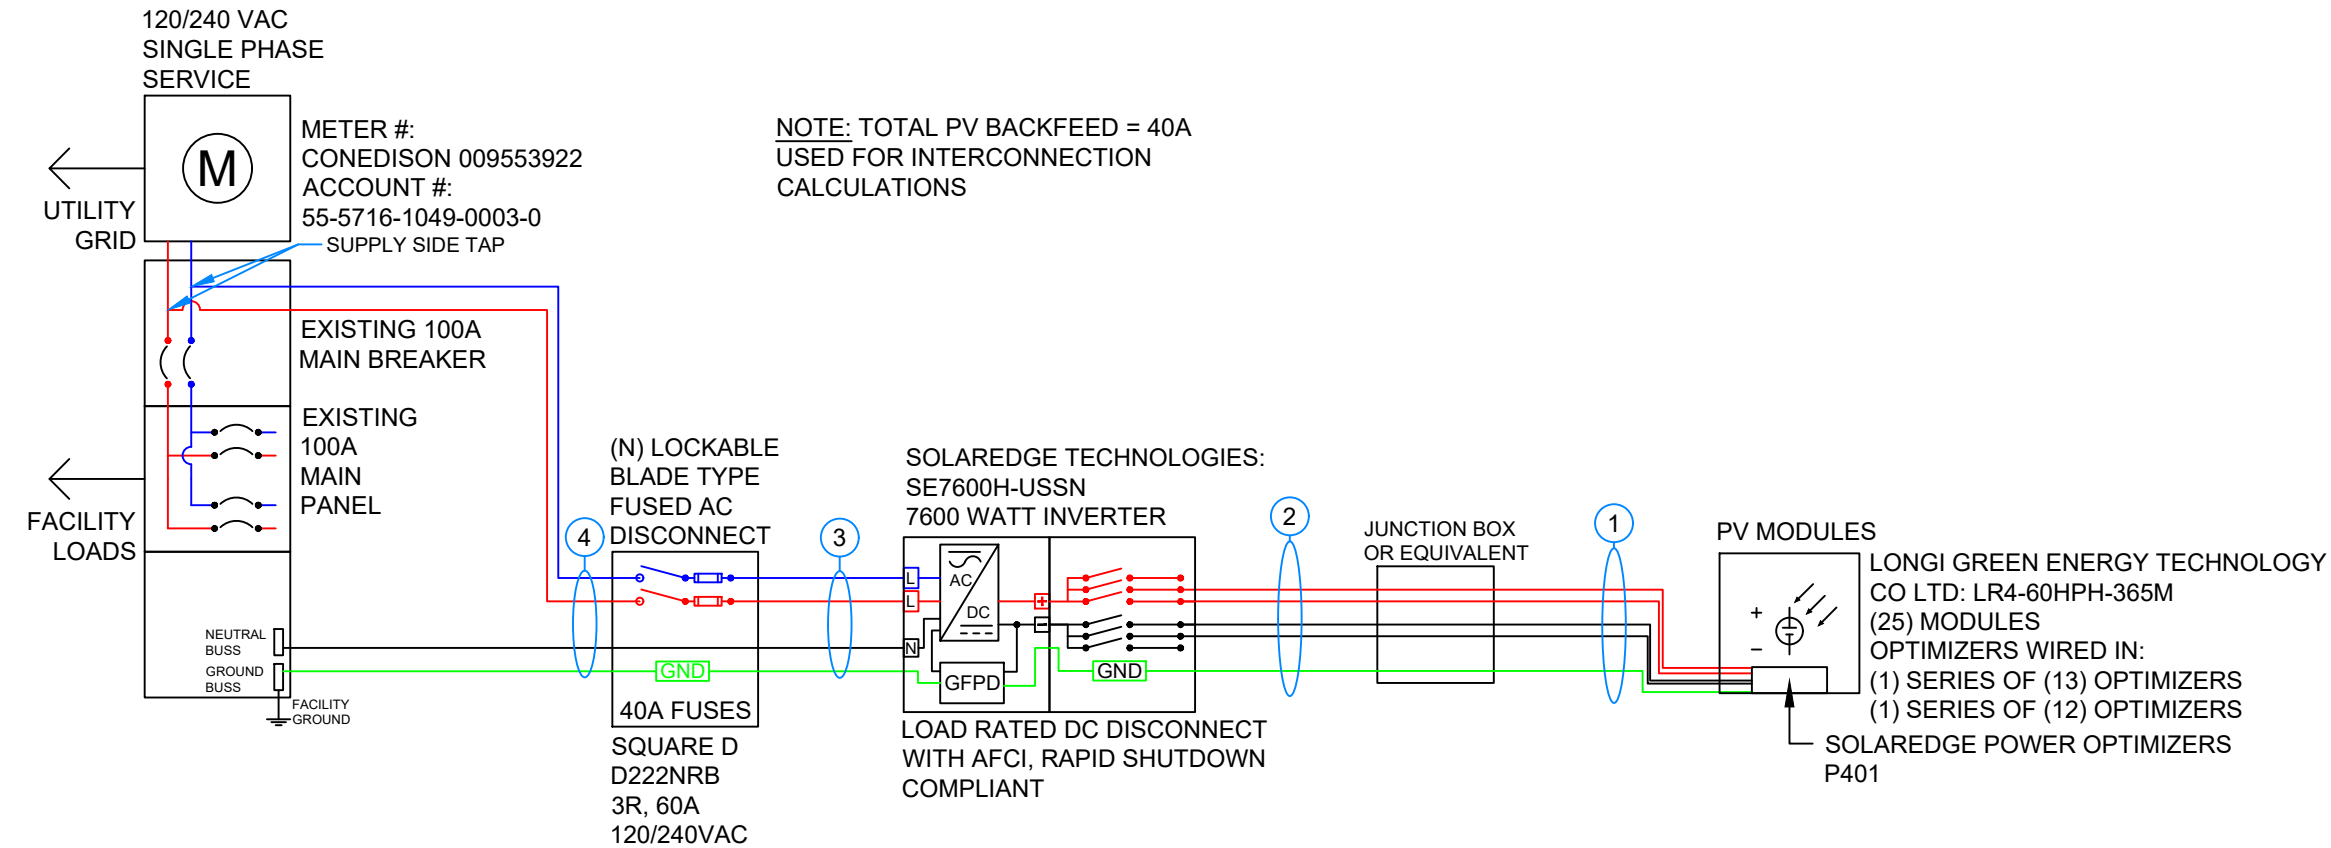 120/240 VAC
SINGLE PHASE
SERVICE
M
METER #:
CONEDISON 009553922
ACCOUNT #:
55-5716-1049-0003-0
SUPPLY SIDE TAP
UTILITY
GRID
NOTE: TOTAL PV BACKFEED = 40A
USED FOR INTERCONNECTION
CALCULATIONS
EXISTING 100A
MAIN BREAKER
EXISTING
100A
MAIN
PANEL
FACILITY
LOADS
NEUTRAL
BUSS
GROUND
BUSS
FACILITY
GROUND
4
(N) LOCKABLE
BLADE TYPE
FUSED AC
DISCONNECT
GND
40A FUSES
SQUARE D
D222NRB
3R, 60A
120/240VAC
3
SOLAREDGE TECHNOLOGIES:
SE7600H-USSN
7600 WATT INVERTER
L
L
N
AC
DC
+
-
GFPD
GND
LOAD RATED DC DISCONNECT
WITH AFCI, RAPID SHUTDOWN
COMPLIANT
2
JUNCTION BOX
OR EQUIVALENT
1
PV MODULES
+
-
LONGI GREEN ENERGY TECHNOLOGY
CO LTD: LR4-60HPH-365M
(25) MODULES
OPTIMIZERS WIRED IN:
(1) SERIES OF (13) OPTIMIZERS
(1) SERIES OF (12) OPTIMIZERS
SOLAREDGE POWER OPTIMIZERS
P401